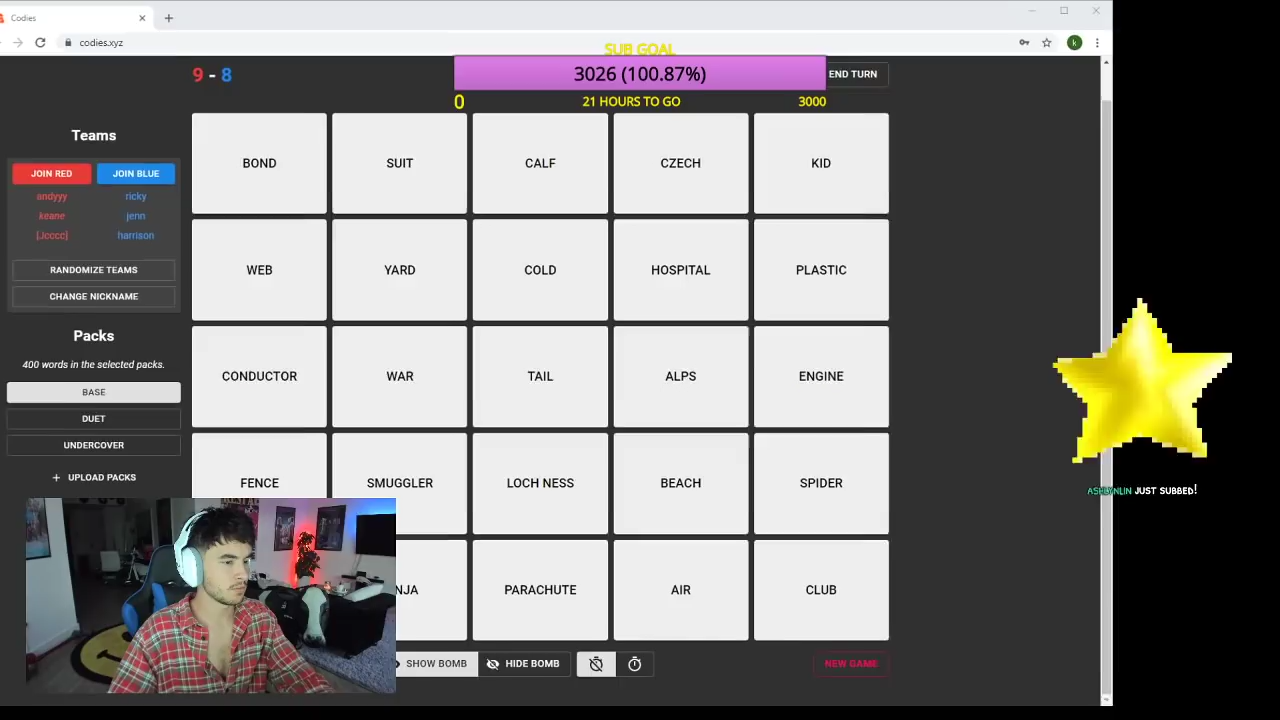 Codies
codies.xyz
k
SUB GOAL
9 - 8
3026 (100.87%)
END TURN
0
21 HOURS TO GO
3000
Teams
JOIN RED
JOIN BLUE
andyyy
ricky
keane
jenn
[Jcccc]
harrison
RANDOMIZE TEAMS
CHANGE NICKNAME
Packs
400 words in the selected packs.
BASE
DUET
UNDERCOVER
+ UPLOAD PACKS
BOND
SUIT
CALF
CZECH
KID
WEB
YARD
COLD
HOSPITAL
PLASTIC
CONDUCTOR
WAR
TAIL
ALPS
ENGINE
FENCE
SMUGGLER
LOCH NESS
BEACH
SPIDER
NJA
PARACHUTE
AIR
CLUB
SHOW BOMB
HIDE BOMB
NEW GAME
ASHLYNLIN JUST SUBBED!